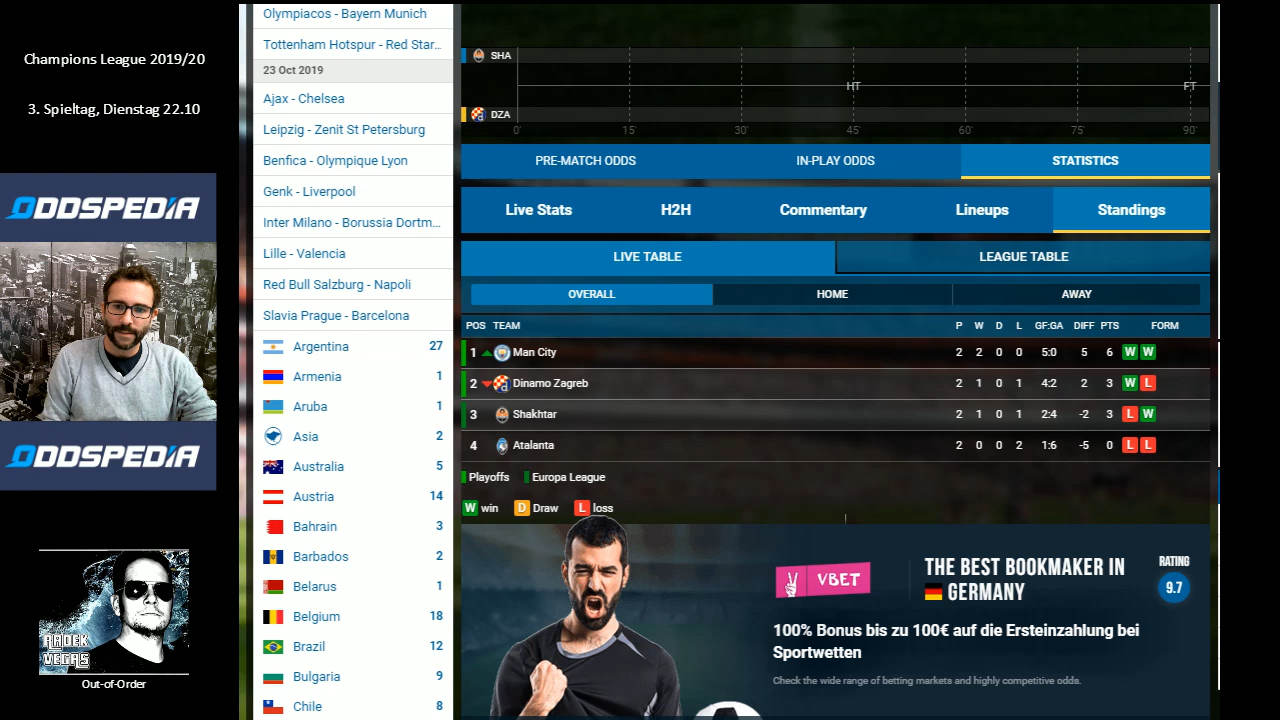 Champions League 2019/20
3. Spieltag, Dienstag 22.10
ODDSPEDIA
ODDSPEDIA
RADEK
VEGAS
Out-of-Order
Olympiacos - Bayern Munich
Tottenham Hotspur - Red Star...
23 Oct 2019
Ajax - Chelsea
Leipzig - Zenit St Petersburg
Benfica - Olympique Lyon
Genk - Liverpool
Inter Milano - Borussia Dortm...
Lille - Valencia
Red Bull Salzburg - Napoli
Slavia Prague - Barcelona
Argentina 27
Armenia 1
Aruba 1
Asia 2
Australia 5
Austria 14
Bahrain 3
Barbados 2
Belarus 1
Belgium 18
Brazil 12
Bulgaria 9
Chile 8
SHA
HT FT
DZA
0' 15' 30' 45' 60' 75' 90'
PRE-MATCH ODDS IN-PLAY ODDS STATISTICS
Live Stats H2H Commentary Lineups Standings
LIVE TABLE LEAGUE TABLE
OVERALL HOME AWAY
POS TEAM P W D L GF:GA DIFF PTS FORM
1 Man City 2 2 0 0 5:0 5 6 W W
2 Dinamo Zagreb 2 1 0 1 4:2 2 3 W L
3 Shakhtar 2 1 0 1 2:4 -2 3 L W
4 Atalanta 2 0 0 2 1:6 -5 0 L L
Playoffs Europa League
W win D Draw L loss
VBET
THE BEST BOOKMAKER IN
GERMANY
RATING
9.7
100% Bonus bis zu 100€ auf die Ersteinzahlung bei
Sportwetten
Check the wide range of betting markets and highly competitive odds.